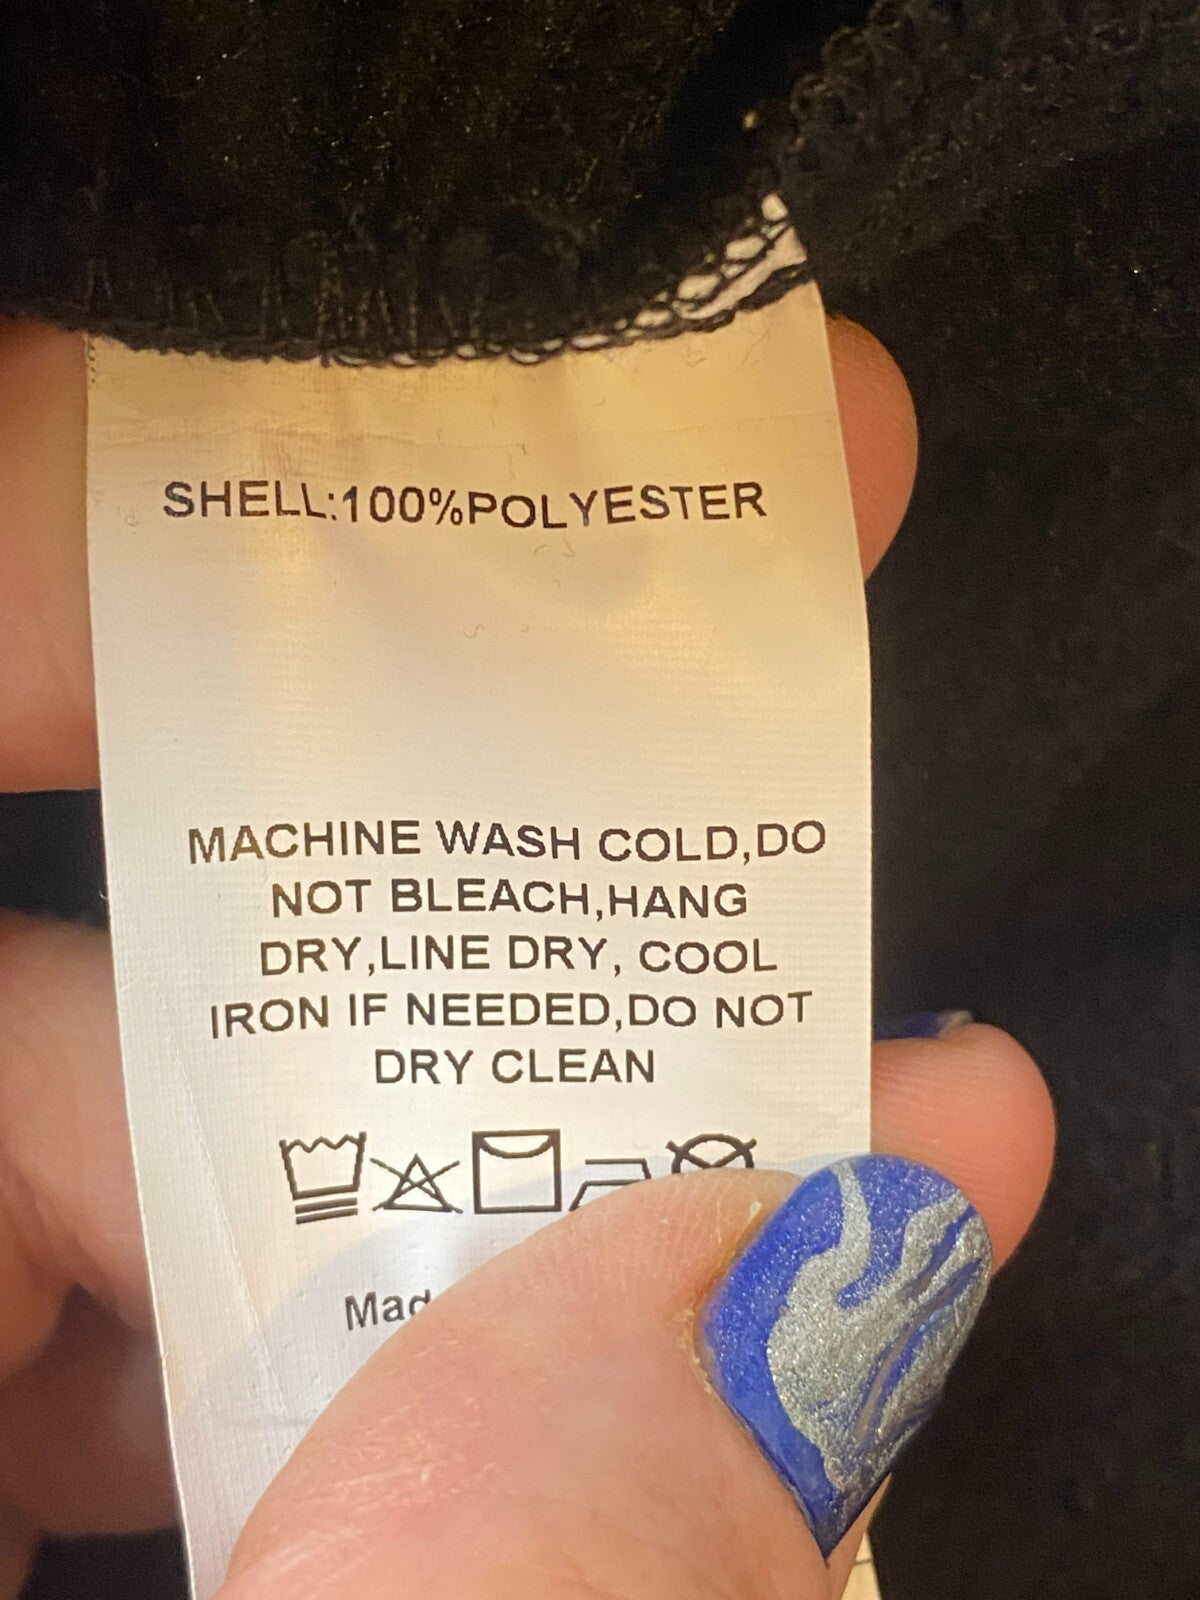 SHELL:100%POLYESTER
MACHINE WASH COLD,DO
NOT BLEACH,HANG
DRY,LINE DRY, COOL
IRON IF NEEDED,DO NOT
DRY CLEAN